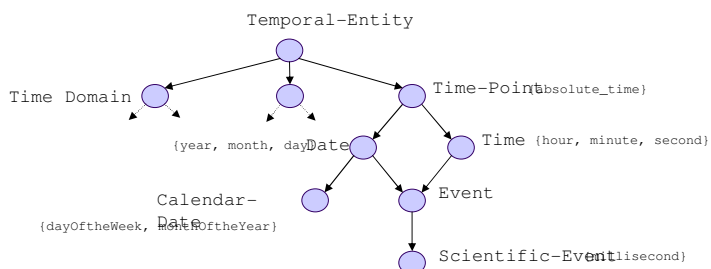 Temporal-Entity
Time Domain
Time-Point {absolute_time}
{year, month, day} Date
Time {hour, minute, second}
Calendar-
Date
{dayOftheWeek, monthOftheYear}
Event
Scientific-Event {millisecond}